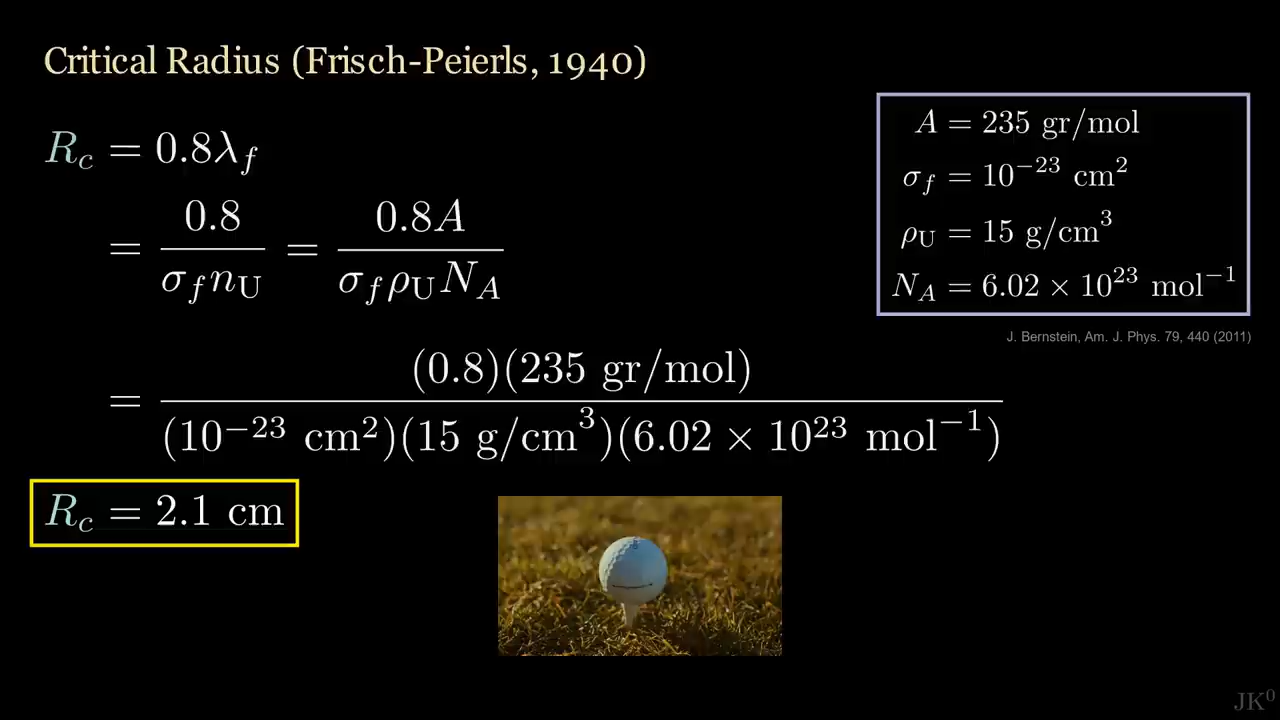 Critical Radius (Frisch-Peierls, 1940)
R_c = 0.8λ_f
= 0.8 / (σ_f n_U) = 0.8A / (σ_f ρ_U N_A)
= (0.8)(235 gr/mol) / (10^−23 cm^2)(15 g/cm^3)(6.02 × 10^23 mol^−1)
R_c = 2.1 cm
A = 235 gr/mol
σ_f = 10^−23 cm^2
ρ_U = 15 g/cm^3
N_A = 6.02 × 10^23 mol^−1
J. Bernstein, Am. J. Phys. 79, 440 (2011)
JK^0